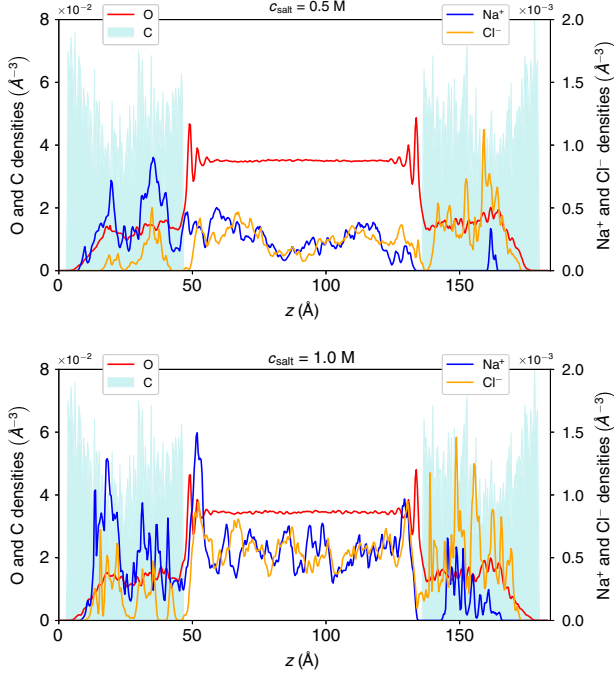 c_salt = 0.5 M
×10⁻²
×10⁻³
O
C
Na⁺
Cl⁻
8
6
4
2
0
O and C densities (Å⁻³)
2.0
1.5
1.0
0.5
0.0
Na⁺ and Cl⁻ densities (Å⁻³)
0 50 100 150
z (Å)
c_salt = 1.0 M
×10⁻²
×10⁻³
O
C
Na⁺
Cl⁻
8
6
4
2
0
O and C densities (Å⁻³)
2.0
1.5
1.0
0.5
0.0
Na⁺ and Cl⁻ densities (Å⁻³)
0 50 100 150
z (Å)